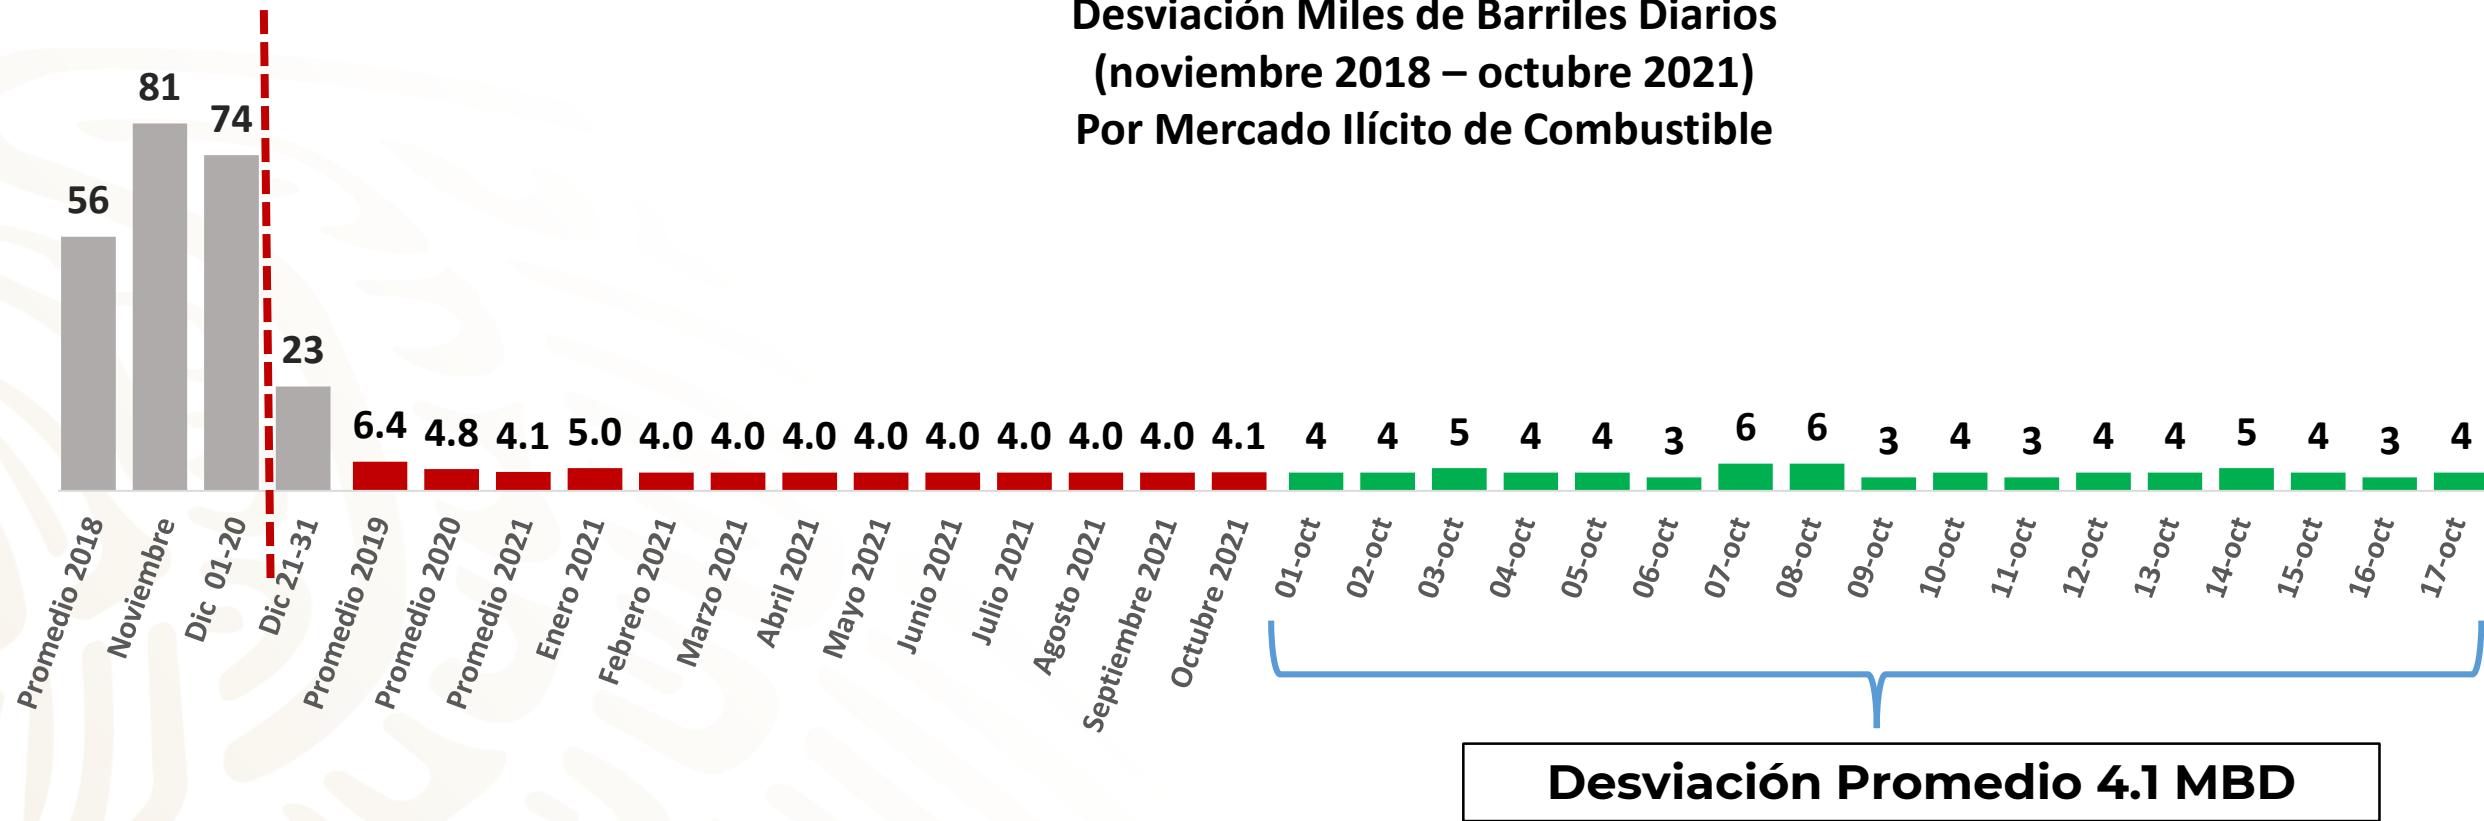 Desviación Miles de Barriles Diarios
(noviembre 2018 – octubre 2021)
Por Mercado Ilícito de Combustible
56
81
74
23
6.4 4.8 4.1 5.0 4.0 4.0 4.0 4.0 4.0 4.0 4.0 4.0 4.1 4 4 5 4 4 3 6 6 3 4 3 4 4 5 4 3 4
Promedio 2018
Noviembre
Dic 01-20
Dic 21-31
Promedio 2019
Promedio 2020
Promedio 2021
Enero 2021
Febrero 2021
Marzo 2021
Abril 2021
Mayo 2021
Junio 2021
Julio 2021
Agosto 2021
Septiembre 2021
Octubre 2021
01-oct
02-oct
03-oct
04-oct
05-oct
06-oct
07-oct
08-oct
09-oct
10-oct
11-oct
12-oct
13-oct
14-oct
15-oct
16-oct
17-oct
Desviación Promedio 4.1 MBD